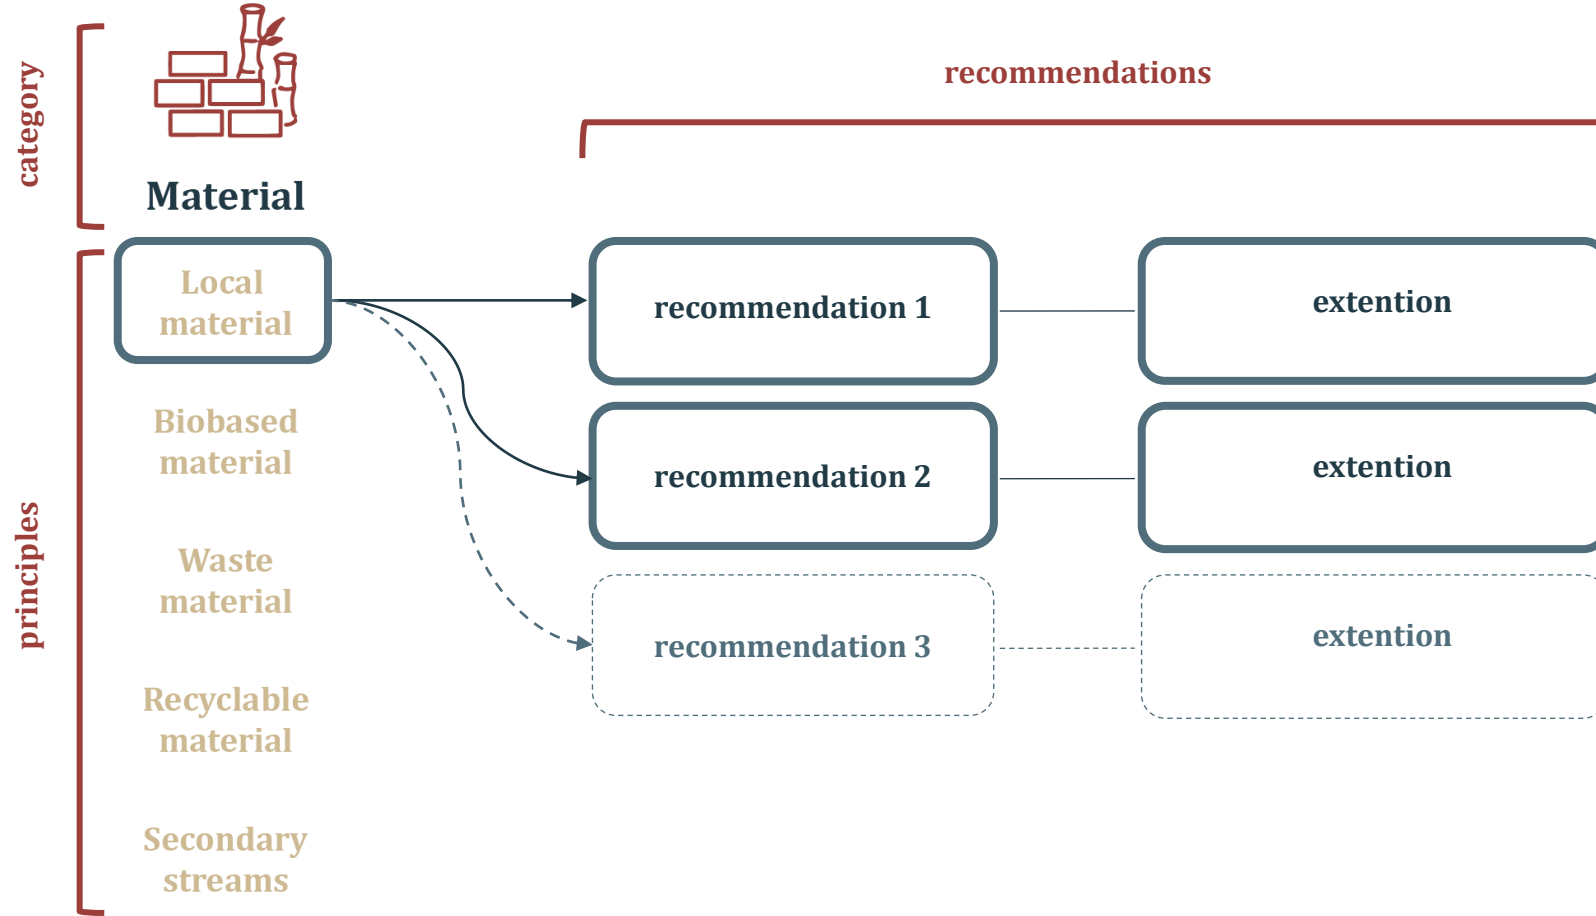 category
Material
recommendations
principles
Local
material
Biobased
material
Waste
material
Recyclable
material
Secondary
streams
recommendation 1
extention
recommendation 2
extention
recommendation 3
extention